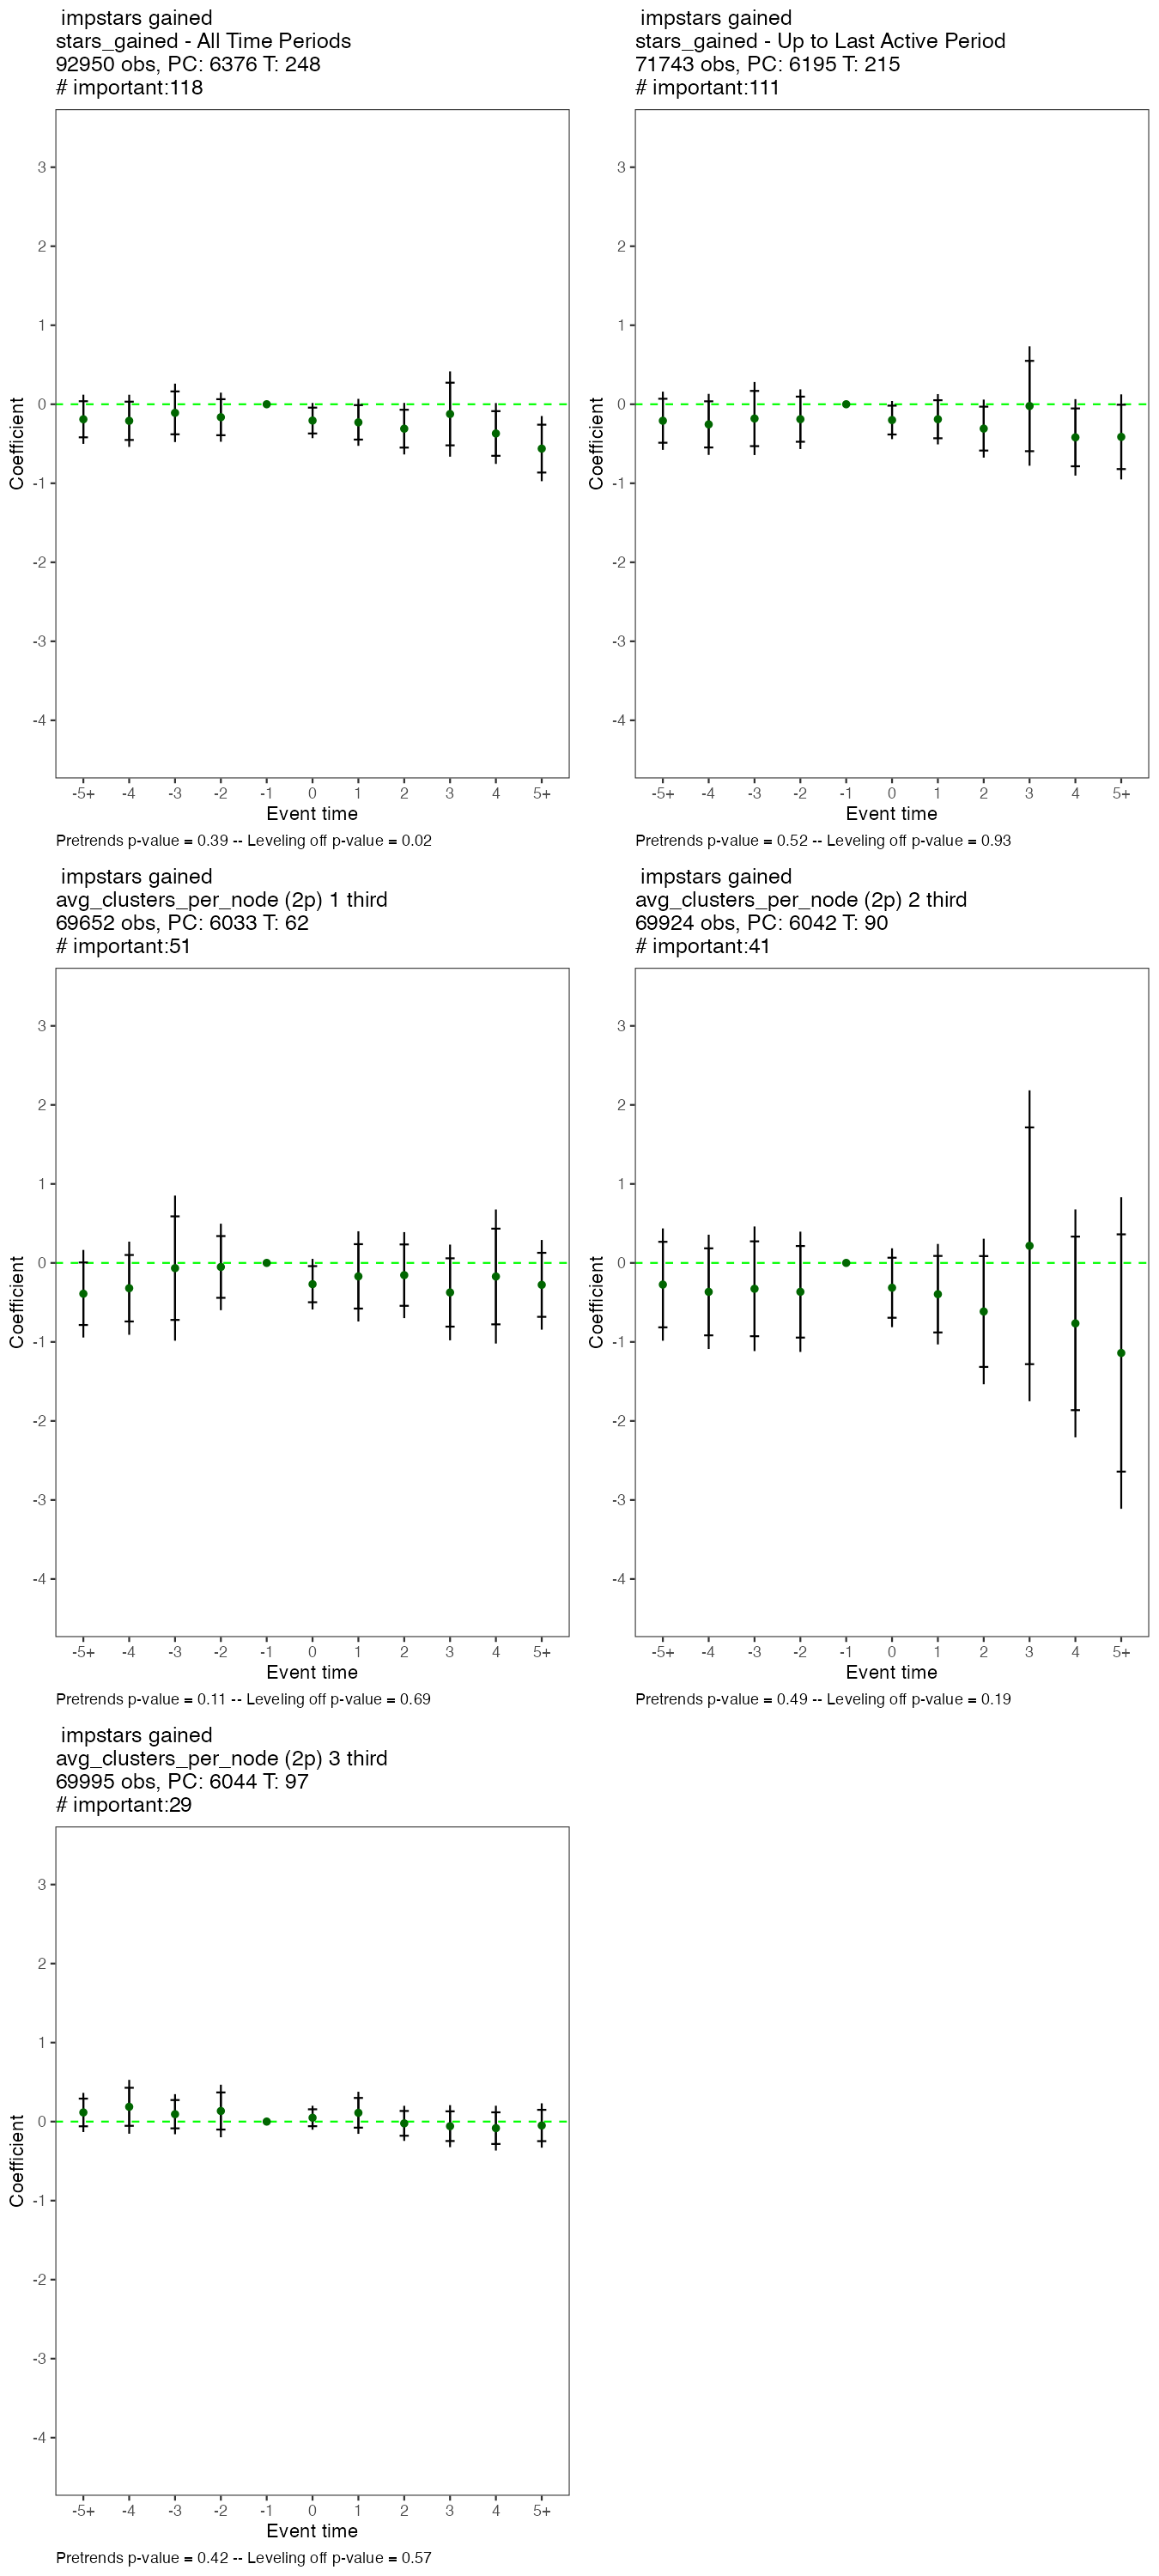 impstars gained
stars_gained - All Time Periods
92950 obs, PC: 6376 T: 248
# important:118
Coefficient
3
2
1
0
-1
-2
-3
-4
-5+ -4 -3 -2 -1 0 1 2 3 4 5+
Event time
Pretrends p-value = 0.39 -- Leveling off p-value = 0.02
impstars gained
stars_gained - Up to Last Active Period
71743 obs, PC: 6195 T: 215
# important:111
Coefficient
3
2
1
0
-1
-2
-3
-4
-5+ -4 -3 -2 -1 0 1 2 3 4 5+
Event time
Pretrends p-value = 0.52 -- Leveling off p-value = 0.93
impstars gained
avg_clusters_per_node (2p) 1 third
69652 obs, PC: 6033 T: 62
# important:51
Coefficient
3
2
1
0
-1
-2
-3
-4
-5+ -4 -3 -2 -1 0 1 2 3 4 5+
Event time
Pretrends p-value = 0.11 -- Leveling off p-value = 0.69
impstars gained
avg_clusters_per_node (2p) 2 third
69924 obs, PC: 6042 T: 90
# important:41
Coefficient
3
2
1
0
-1
-2
-3
-4
-5+ -4 -3 -2 -1 0 1 2 3 4 5+
Event time
Pretrends p-value = 0.49 -- Leveling off p-value = 0.19
impstars gained
avg_clusters_per_node (2p) 3 third
69995 obs, PC: 6044 T: 97
# important:29
Coefficient
3
2
1
0
-1
-2
-3
-4
-5+ -4 -3 -2 -1 0 1 2 3 4 5+
Event time
Pretrends p-value = 0.42 -- Leveling off p-value = 0.57